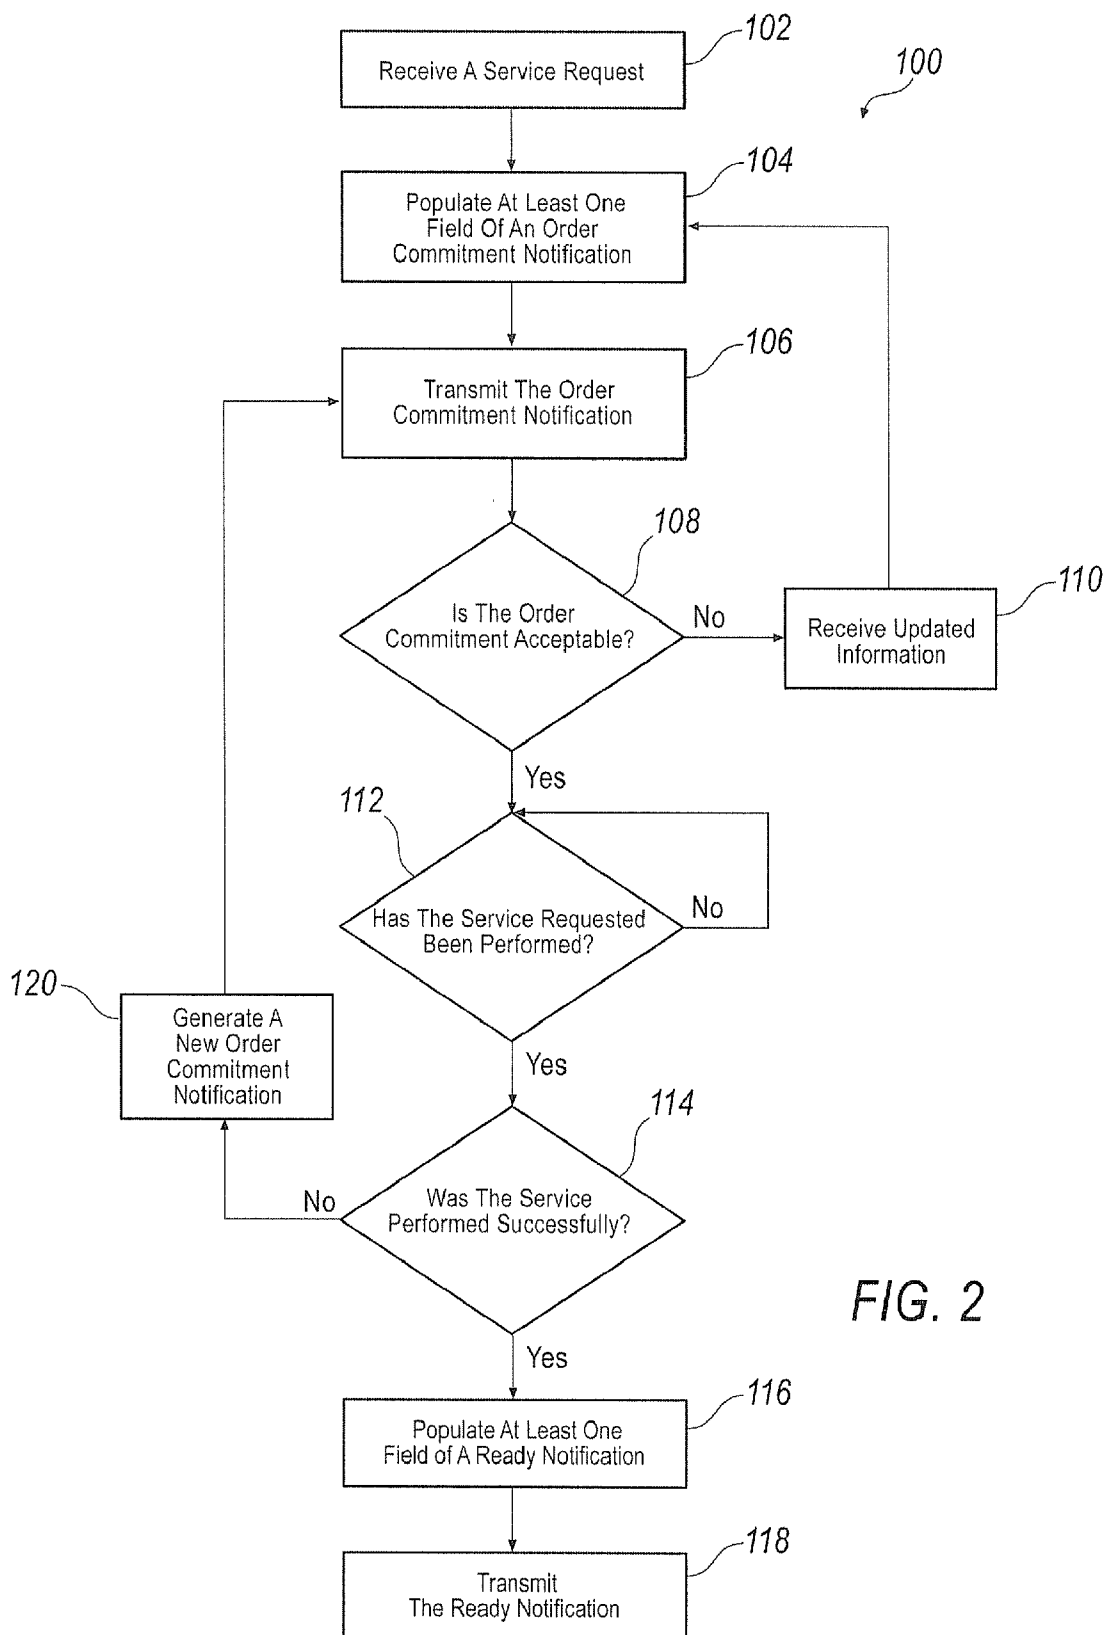 102
Receive A Service Request
100
104
Populate At Least One
Field Of An Order
Commitment Notification
106
Transmit The Order
Commitment Notification
108
Is The Order
Commitment Acceptable?
No
110
Receive Updated
Information
Yes
112
Has The Service Requested
Been Performed?
No
120
Generate A
New Order
Commitment
Notification
Yes
114
Was The Service
Performed Successfully?
No
FIG. 2
Yes
116
Populate At Least One
Field of A Ready Notification
118
Transmit
The Ready Notification